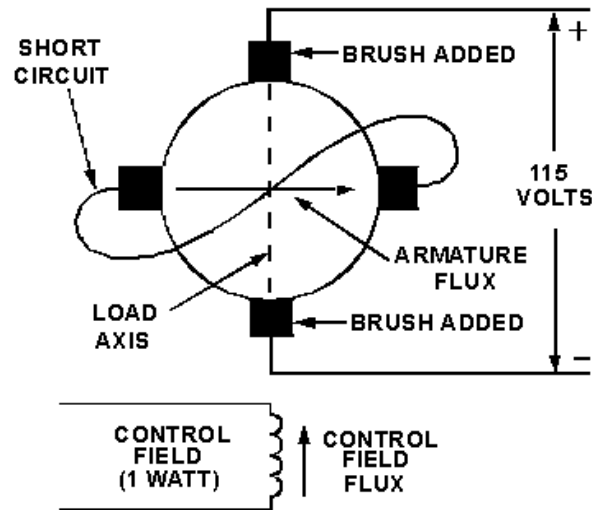 SHORT
CIRCUIT
BRUSH ADDED
+
115
VOLTS
ARMATURE
FLUX
LOAD
AXIS
BRUSH ADDED
−
CONTROL
FIELD
(1 WATT)
CONTROL
FIELD
FLUX